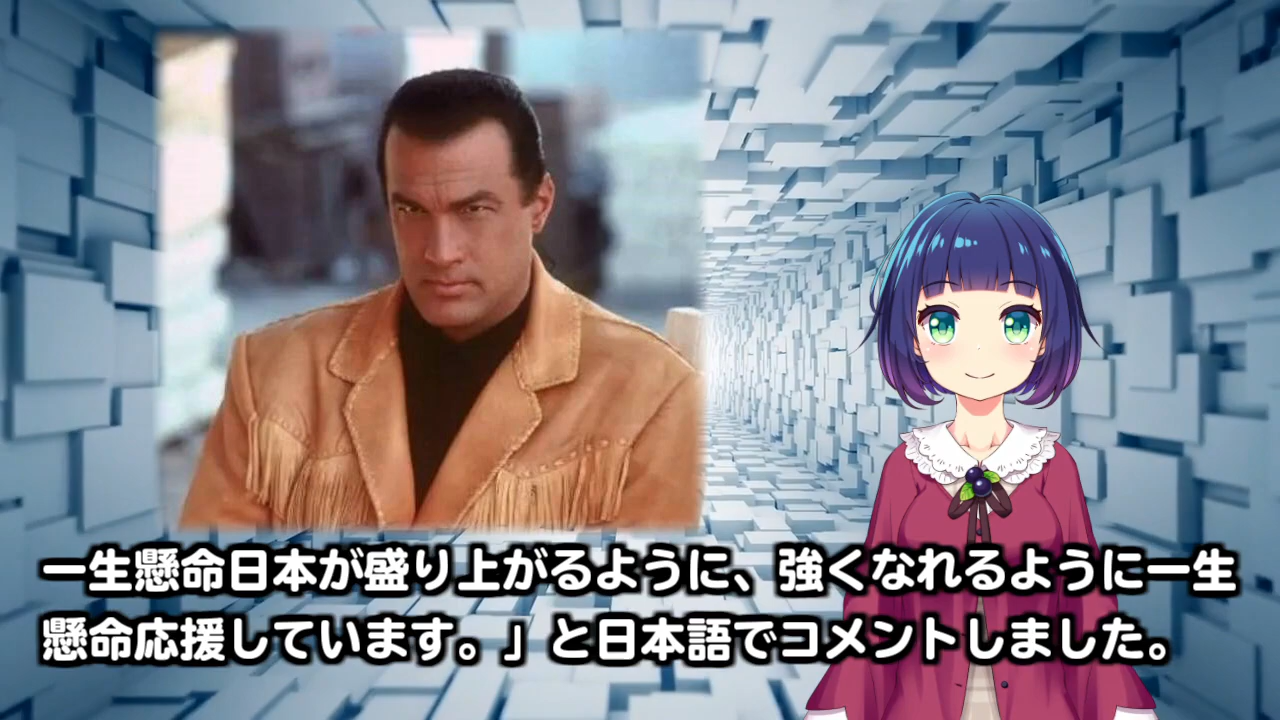 一生懸命日本が盛り上がるように、強くなれるように一生
懸命応援しています。」と日本語でコメントしました。